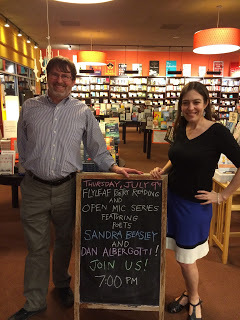 THURSDAY, JULY 9th
FLYLEAF POETRY READING
AND
OPEN MIC SERIES
FEATURING
POETS
SANDRA BEASLEY
AND
DAN ALBERGOTTI!
JOIN US!
7:00 PM